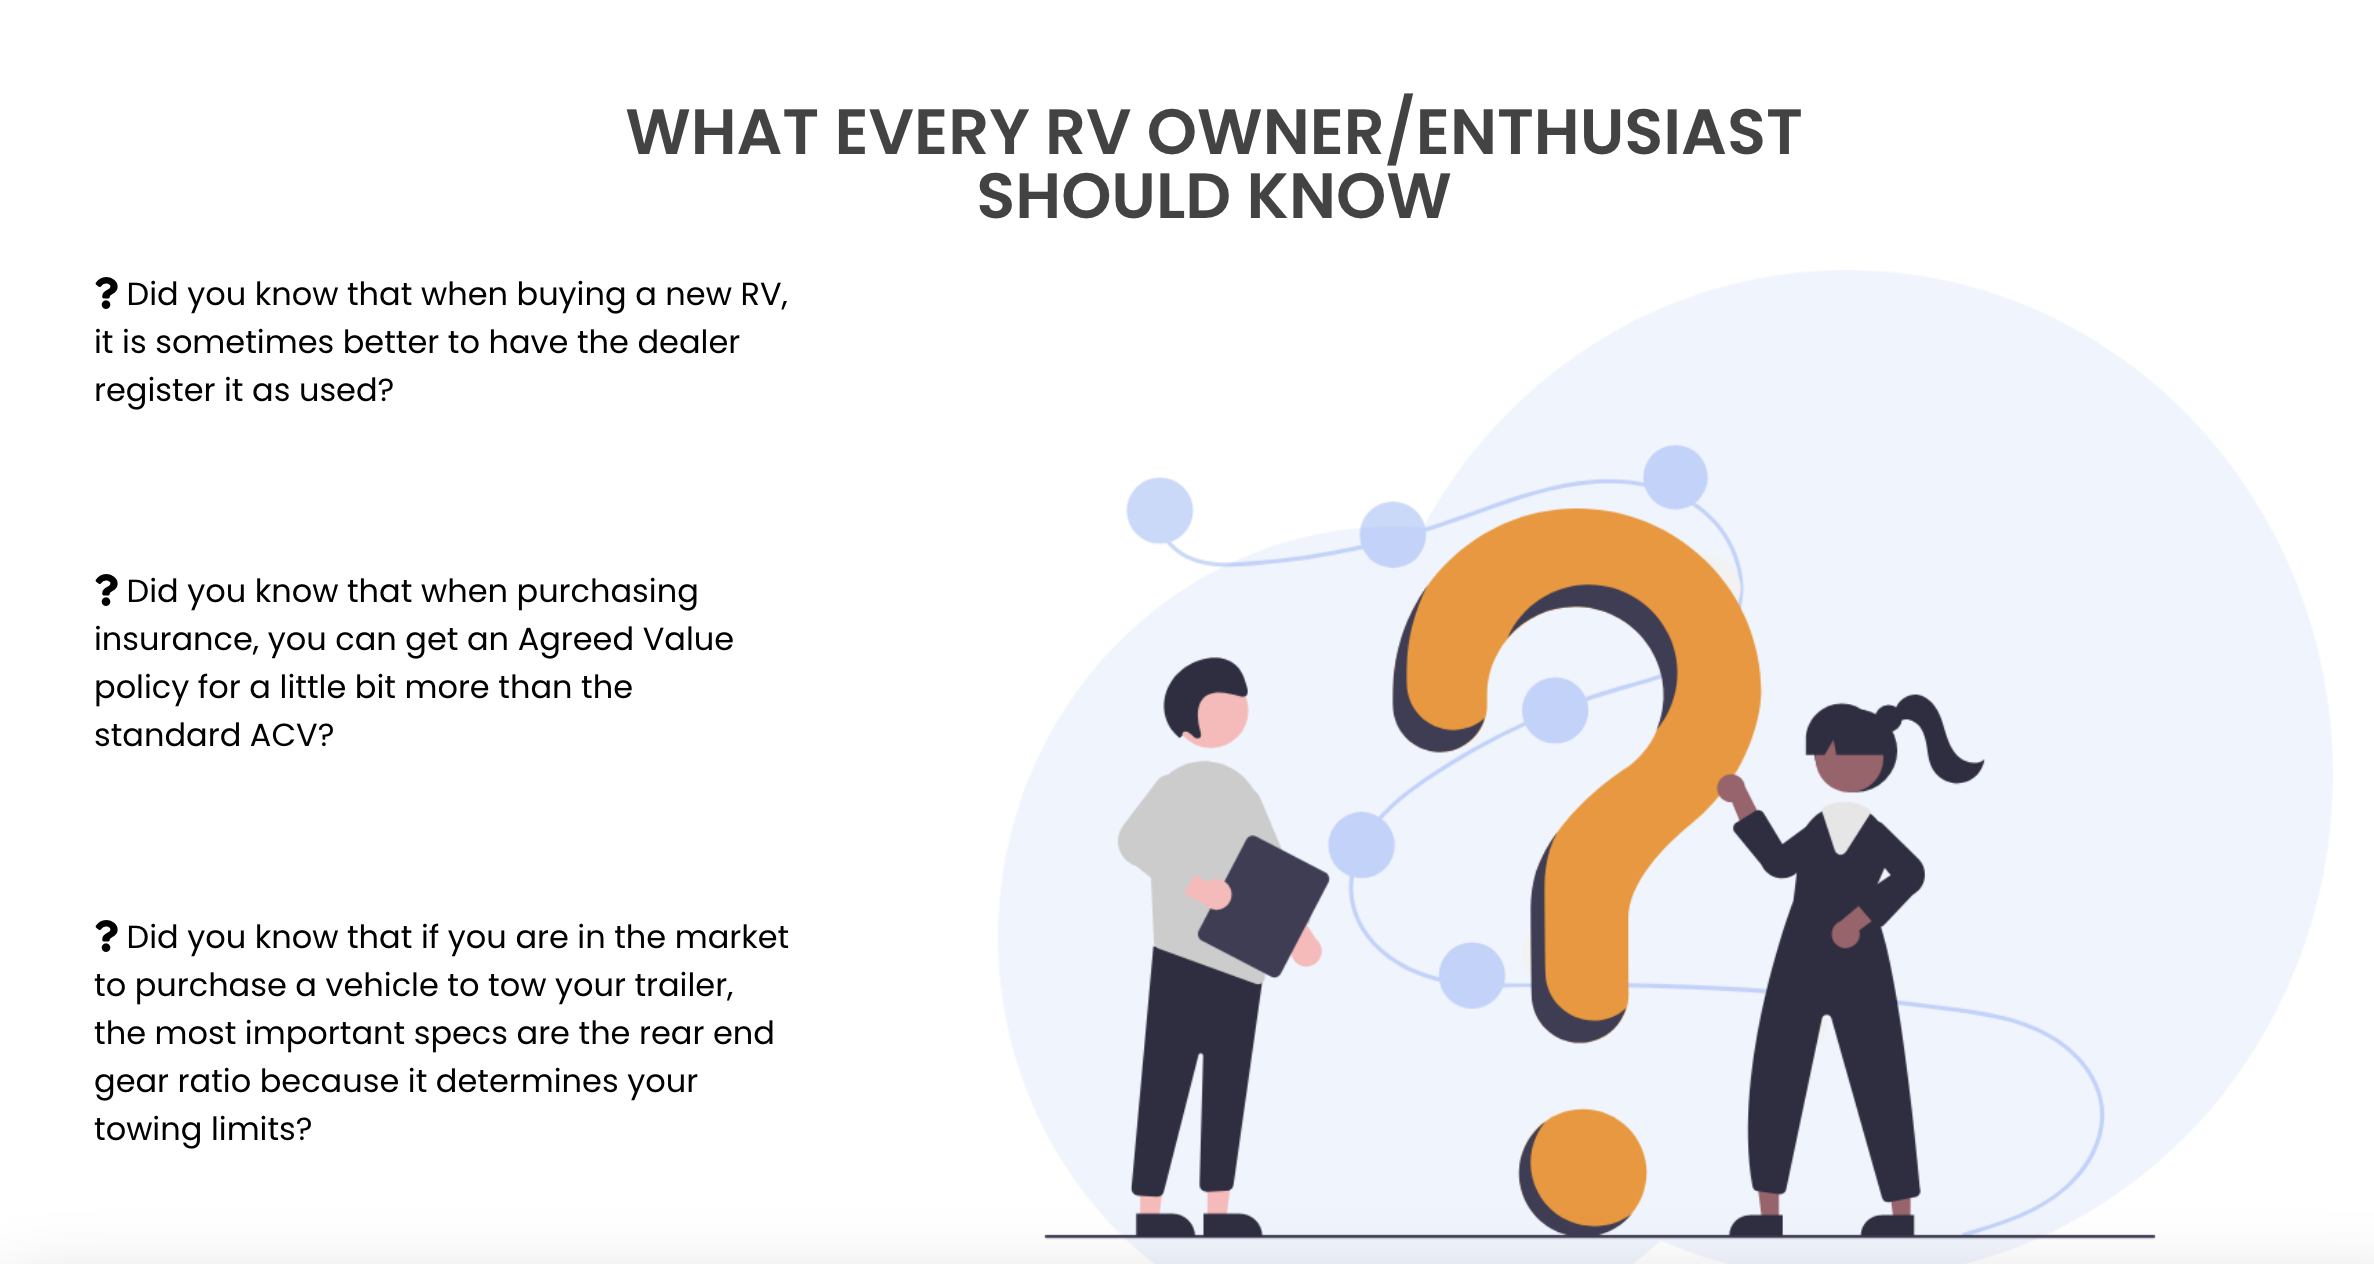 WHAT EVERY RV OWNER/ENTHUSIAST
SHOULD KNOW
? Did you know that when buying a new RV,
it is sometimes better to have the dealer
register it as used?
? Did you know that when purchasing
insurance, you can get an Agreed Value
policy for a little bit more than the
standard ACV?
? Did you know that if you are in the market
to purchase a vehicle to tow your trailer,
the most important specs are the rear end
gear ratio because it determines your
towing limits?